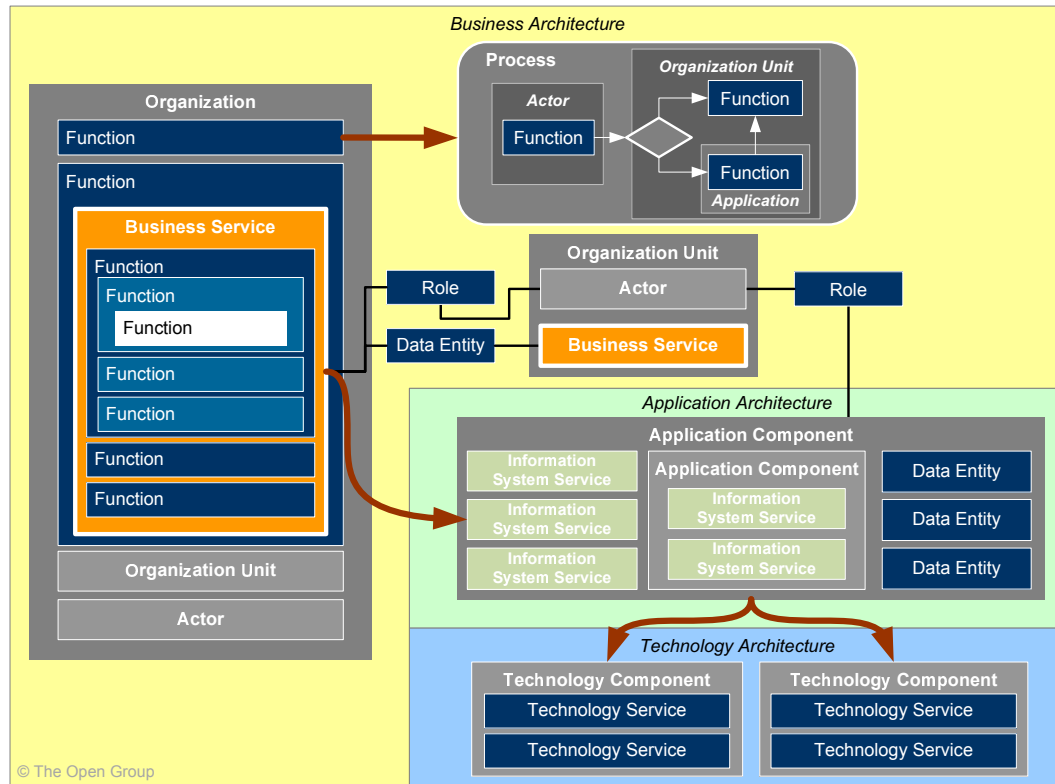 Business Architecture
Organization
Function
Function
Business Service
Function
Function
Function
Function
Function
Function
Function
Organization Unit
Actor
Process
Actor
Function
Organization Unit
Function
Function
Application
Role
Data Entity
Organization Unit
Actor
Business Service
Role
Application Architecture
Application Component
Information
System Service
Information
System Service
Information
System Service
Application Component
Information
System Service
Information
System Service
Data Entity
Data Entity
Data Entity
Technology Architecture
Technology Component
Technology Service
Technology Service
Technology Component
Technology Service
Technology Service
© The Open Group